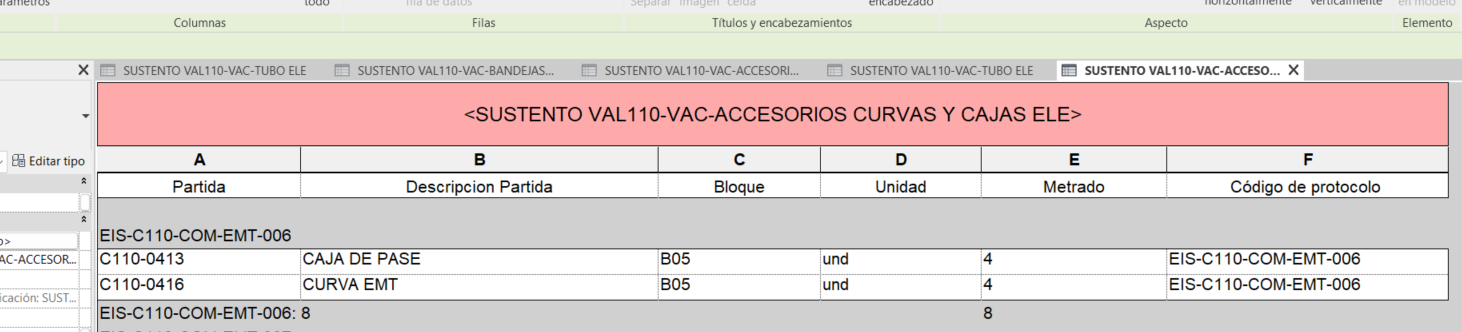 todo
fila de datos
Separar imagen celda
encabezado
horizontalmente verticalmente en modelo
Columnas Filas Títulos y encabezamientos Aspecto Elemento
SUSTENTO VAL110-VAC-TUBO ELE SUSTENTO VAL110-VAC-BANDEJAS... SUSTENTO VAL110-VAC-ACCESORI... SUSTENTO VAL110-VAC-TUBO ELE SUSTENTO VAL110-VAC-ACCESO... X
<SUSTENTO VAL110-VAC-ACCESORIOS CURVAS Y CAJAS ELE>
A B C D E F
Editar tipo
Partida Descripcion Partida Bloque Unidad Metrado Código de protocolo
EIS-C110-COM-EMT-006
C110-0413 CAJA DE PASE B05 und 4 EIS-C110-COM-EMT-006
AC-ACCESOR...
C110-0416 CURVA EMT B05 und 4 EIS-C110-COM-EMT-006
icación: SUST...
EIS-C110-COM-EMT-006: 8 8